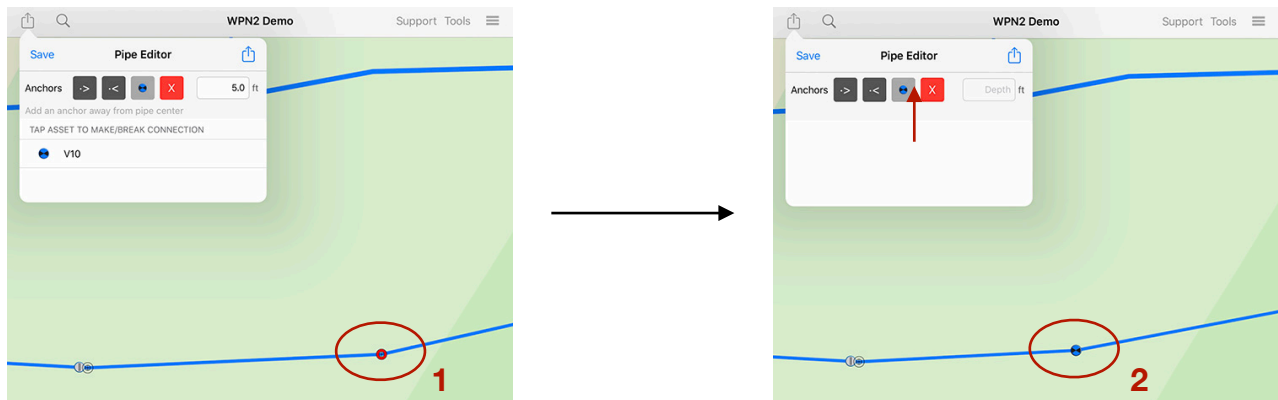 WPN2 Demo Support Tools
Save Pipe Editor
Anchors ·> ·< X 5.0 ft
Add an anchor away from pipe center
TAP ASSET TO MAKE/BREAK CONNECTION
V10
1
WPN2 Demo Support Tools
Save Pipe Editor
Anchors ·> ·< X Depth ft
2